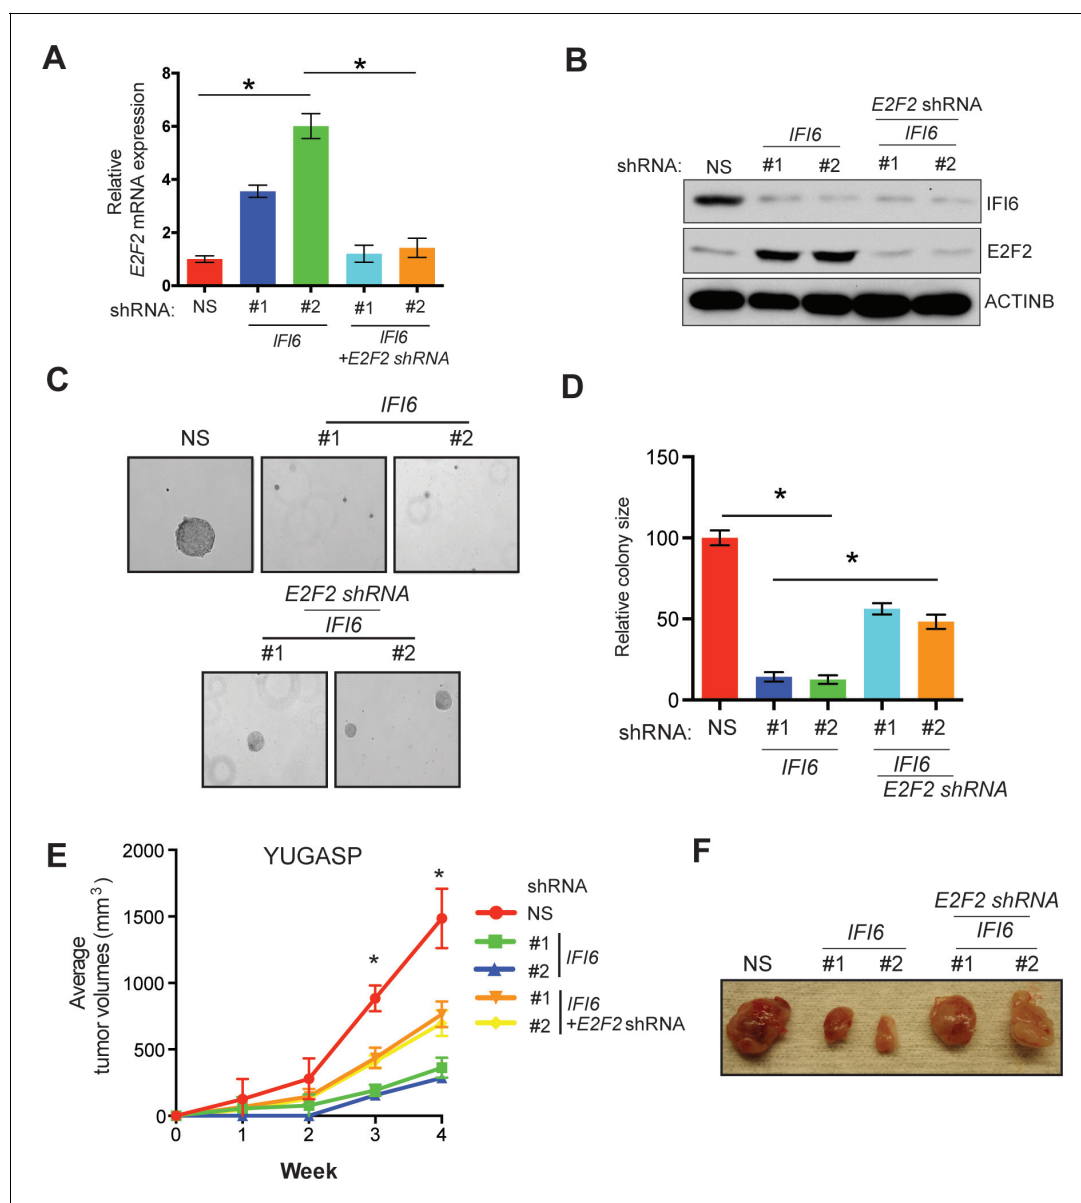 A
Relative
E2F2 mRNA expression
8
6
4
2
0
*
*
shRNA:
NS
#1
#2
#1
#2
IFI6
IFI6
+E2F2 shRNA
B
E2F2 shRNA
IFI6
IFI6
shRNA:
NS
#1
#2
#1
#2
IFI6
E2F2
ACTINB
C
IFI6
NS
#1
#2
E2F2 shRNA
IFI6
#1
#2
D
Relative colony size
150
100
50
0
*
*
shRNA:
NS
#1
#2
#1
#2
IFI6
IFI6
E2F2 shRNA
E
YUGASP
Average
tumor volumes (mm3)
2000
1500
1000
500
0
*
*
0 1 2 3 4
Week
shRNA
NS
#1
#2
IFI6
#1
#2
IFI6
+E2F2 shRNA
F
E2F2 shRNA
IFI6
IFI6
NS
#1
#2
#1
#2